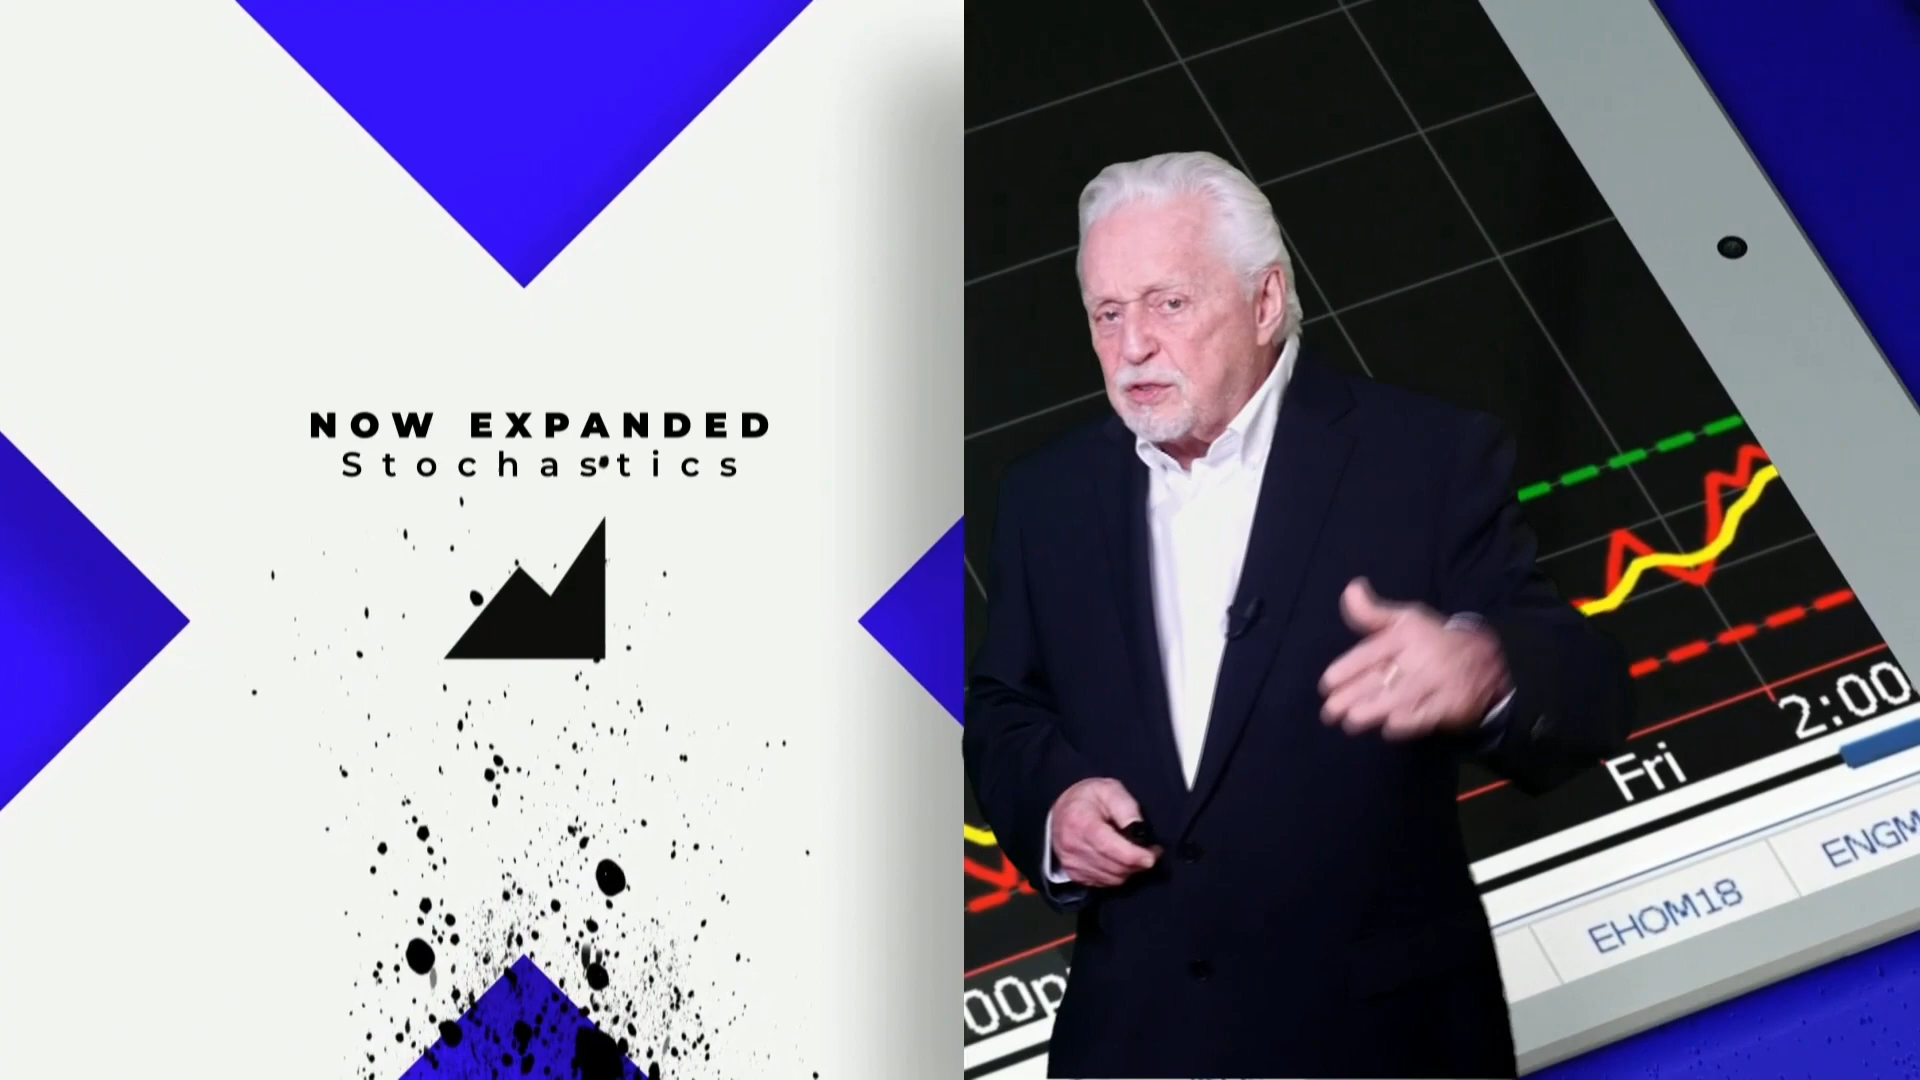 NOW EXPANDED
Stochastics
2:00
Fri
ENGM
EHOM18
00p